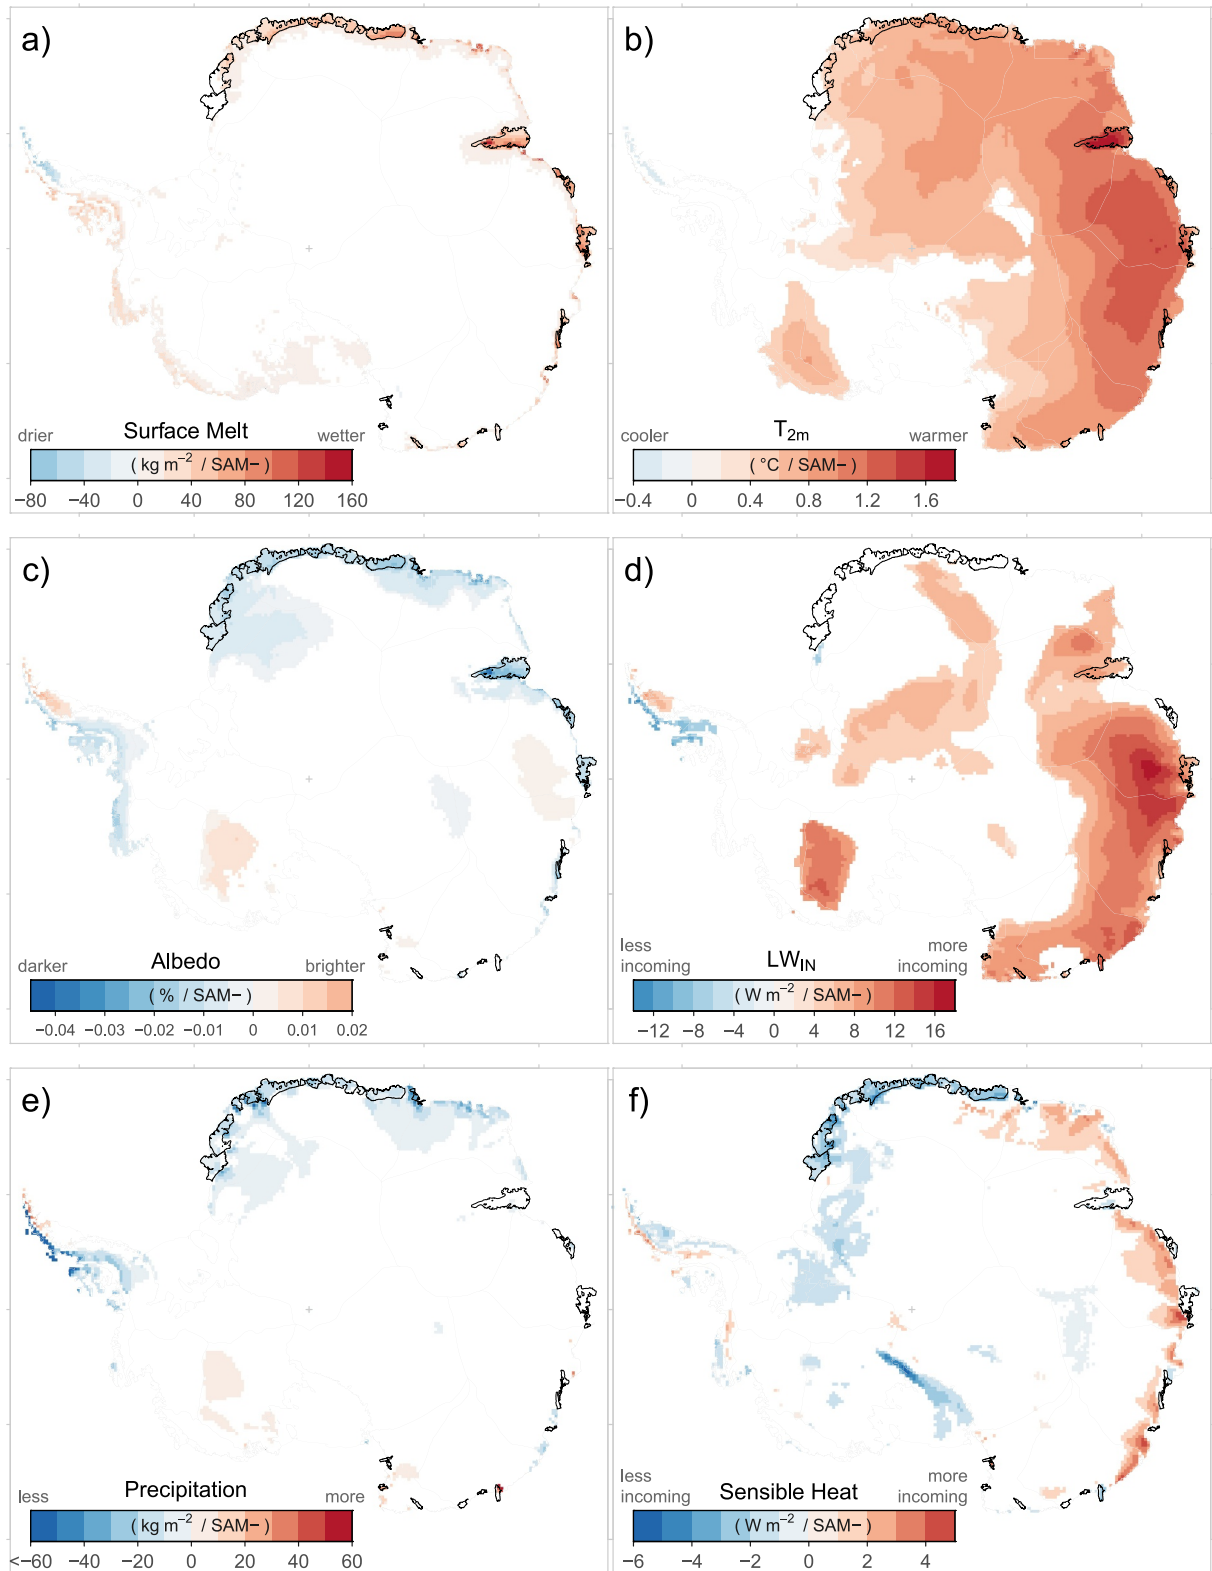 a)
drier Surface Melt wetter
( kg m−2 / SAM− )
−80 −40 0 40 80 120 160
b)
cooler T2m warmer
( °C / SAM− )
−0.4 0 0.4 0.8 1.2 1.6
c)
darker Albedo brighter
( % / SAM− )
−0.04 −0.03 −0.02 −0.01 0 0.01 0.02
d)
less incoming LWIN more incoming
( W m−2 / SAM− )
−12 −8 −4 0 4 8 12 16
e)
less Precipitation more
( kg m−2 / SAM− )
<−60 −40 −20 0 20 40 60
f)
less incoming Sensible Heat more incoming
( W m−2 / SAM− )
−6 −4 −2 0 2 4